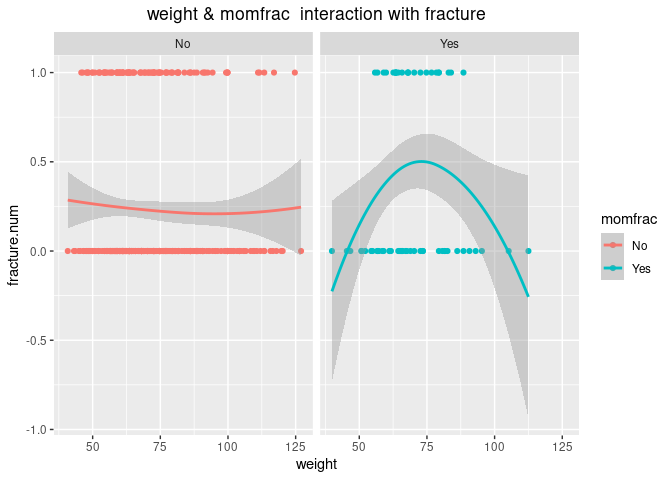 weight & momfrac  interaction with fracture
No
Yes
1.0
0.5
0.0
-0.5
-1.0
fracture.num
50
75
100
125
50
75
100
125
weight
momfrac
No
Yes